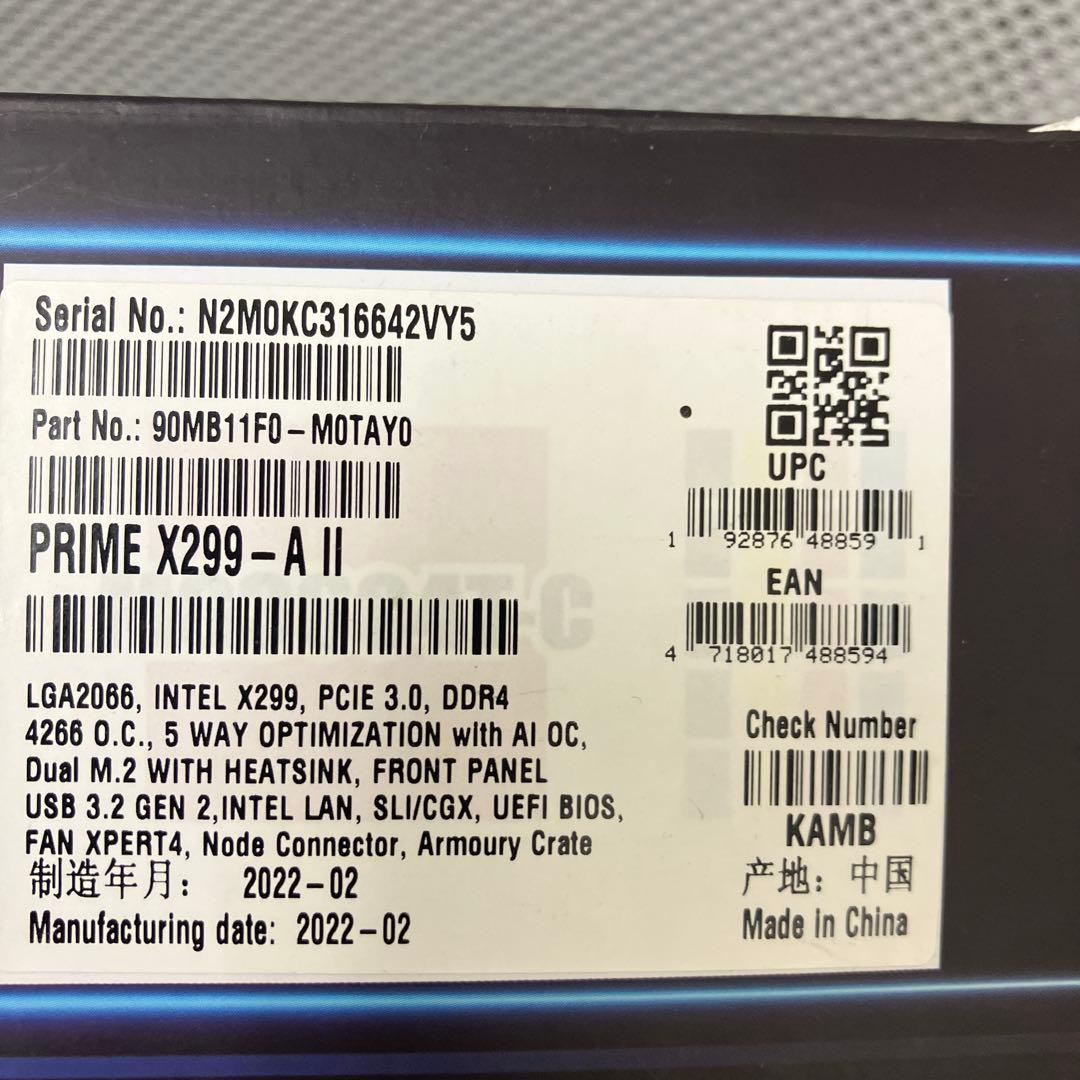 Serial No.: N2M0KC316642VY5
Part No.: 90MB11F0-M0TAY0
PRIME X299-A II
LGA2066, INTEL X299, PCIE 3.0, DDR4
4266 O.C., 5 WAY OPTIMIZATION with AI OC,
Dual M.2 WITH HEATSINK, FRONT PANEL
USB 3.2 GEN 2,INTEL LAN, SLI/CGX, UEFI BIOS,
FAN XPERT4, Node Connector, Armoury Crate
制造年月: 2022-02
Manufacturing date: 2022-02
UPC
1 92876 48859 1
EAN
4 718017 488594
Check Number
KAMB
产地: 中国
Made in China